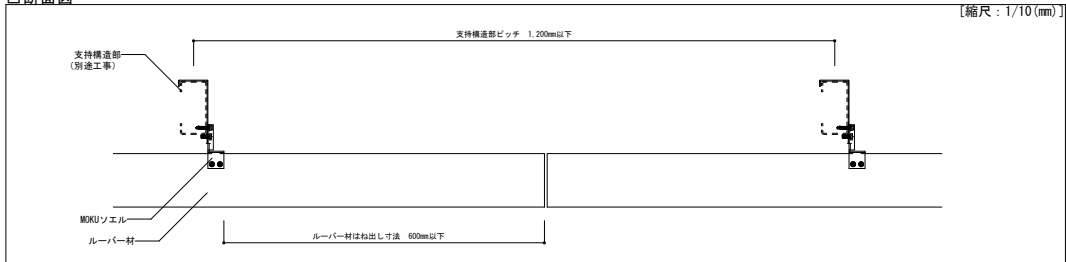 □断面図
[縮尺：1/10(mm)]
支持構造部ピッチ 1,200mm以下
支持構造部
(別途工事)
MOKUソエル
ルーバー材
ルーバー材はね出し寸法 600mm以下